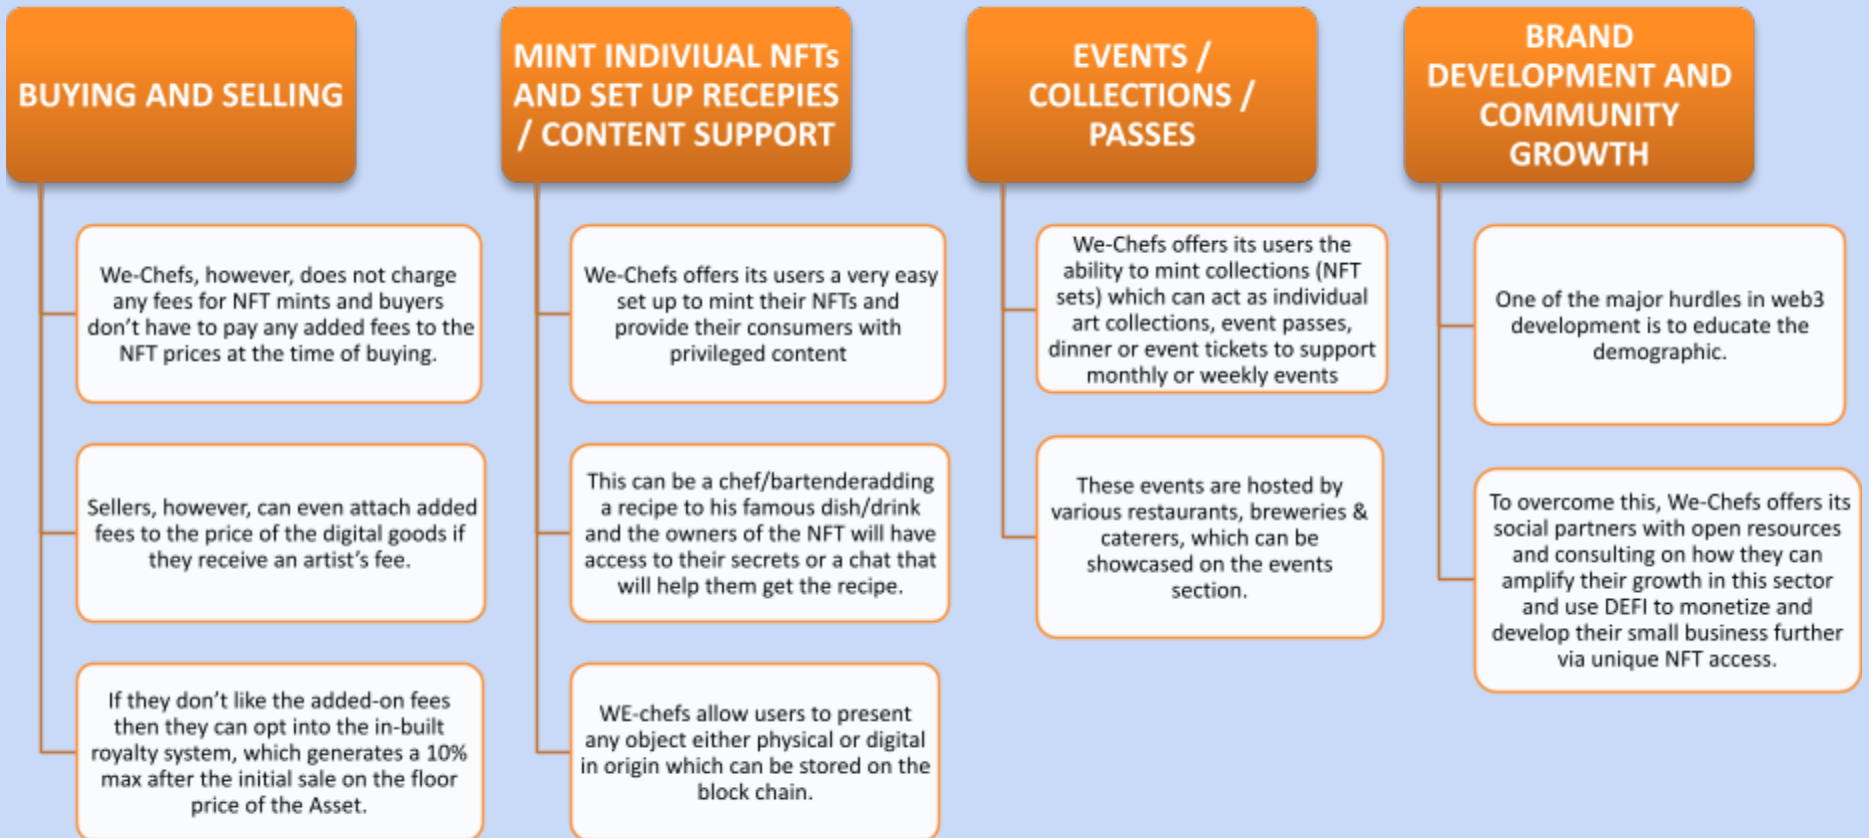 BUYING AND SELLING
We-Chefs, however, does not charge
any fees for NFT mints and buyers
don't have to pay any added fees to the
NFT prices at the time of buying.
Sellers, however, can even attach added
fees to the price of the digital goods if
they receive an artist's fee.
If they don't like the added-on fees
then they can opt into the in-built
royalty system, which generates a 10%
max after the initial sale on the floor
price of the Asset.
MINT INDIVIUAL NFTs
AND SET UP RECEPIES
/ CONTENT SUPPORT
We-Chefs offers its users a very easy
set up to mint their NFTs and
provide their consumers with
privileged content
This can be a chef/bartenderadding
a recipe to his famous dish/drink
and the owners of the NFT will have
access to their secrets or a chat that
will help them get the recipe.
WE-chefs allow users to present
any object either physical or digital
in origin which can be stored on the
block chain.
EVENTS /
COLLECTIONS /
PASSES
We-Chefs offers its users the
ability to mint collections (NFT
sets) which can act as individual
art collections, event passes,
dinner or event tickets to support
monthly or weekly events
These events are hosted by
various restaurants, breweries &
caterers, which can be
showcased on the events
section.
BRAND
DEVELOPMENT AND
COMMUNITY
GROWTH
One of the major hurdles in web3
development is to educate the
demographic.
To overcome this, We-Chefs offers its
social partners with open resources
and consulting on how they can
amplify their growth in this sector
and use DEFI to monetize and
develop their small business further
via unique NFT access.